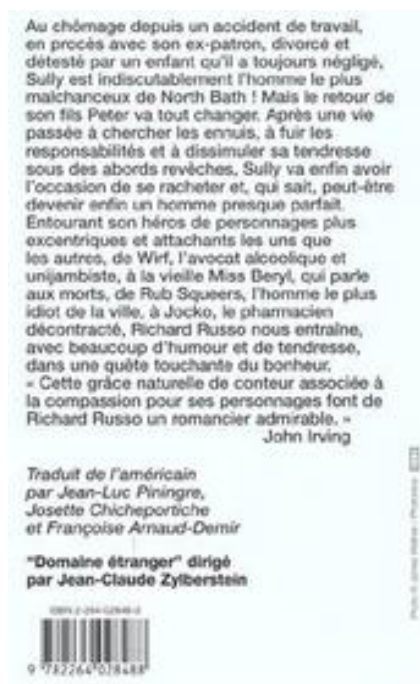 Au chômage depuis un accident de travail,
en procès avec son ex-patron, divorcé et
détesté par un enfant qu'il a toujours négligé,
Sully est indiscutablement l'homme le plus
malchanceux de North Bath ! Mais le retour de
son fils Peter va tout changer. Après une vie
passée à chercher les ennuis, à fuir les
responsabilités et à dissimuler sa tendresse
sous des abords revêches, Sully va enfin avoir
l'occasion de se racheter et, qui sait, peut-être
devenir enfin un homme presque parfait.
Entourant son héros de personnages plus
excentriques et attachants les uns que
les autres, de Wirf, l'avocat alcoolique et
unijambiste, à la vieille Miss Beryl, qui parle
aux morts, de Rub Squeers, l'homme le plus
idiot de la ville, à Jocko, le pharmacien
décontracté, Richard Russo nous entraîne,
avec beaucoup d'humour et de tendresse,
dans une quête touchante du bonheur.
« Cette grâce naturelle de conteur associée à
la compassion pour ses personnages font de
Richard Russo un romancier admirable. »
John Irving
Traduit de l'américain
par Jean-Luc Piningre,
Josette Chicheportiche
et Françoise Arnaud-Demir
"Domaine étranger" dirigé
par Jean-Claude Zylberstein
9 782264 028488